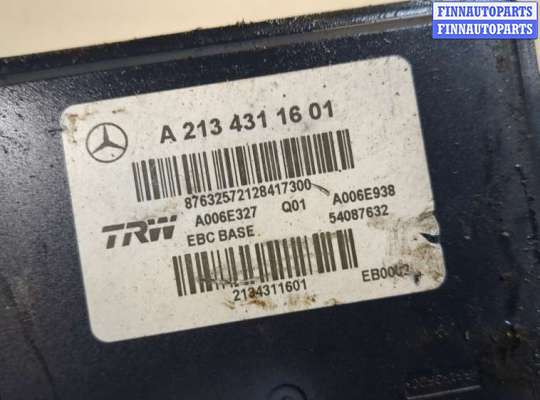 FINNAUTOPARTS
FINNAUTOPARTS
A 213 431 16 01
87632572128417300
A006E327 Q01 A006E938
TRW EBC BASE 54087632
2134311601